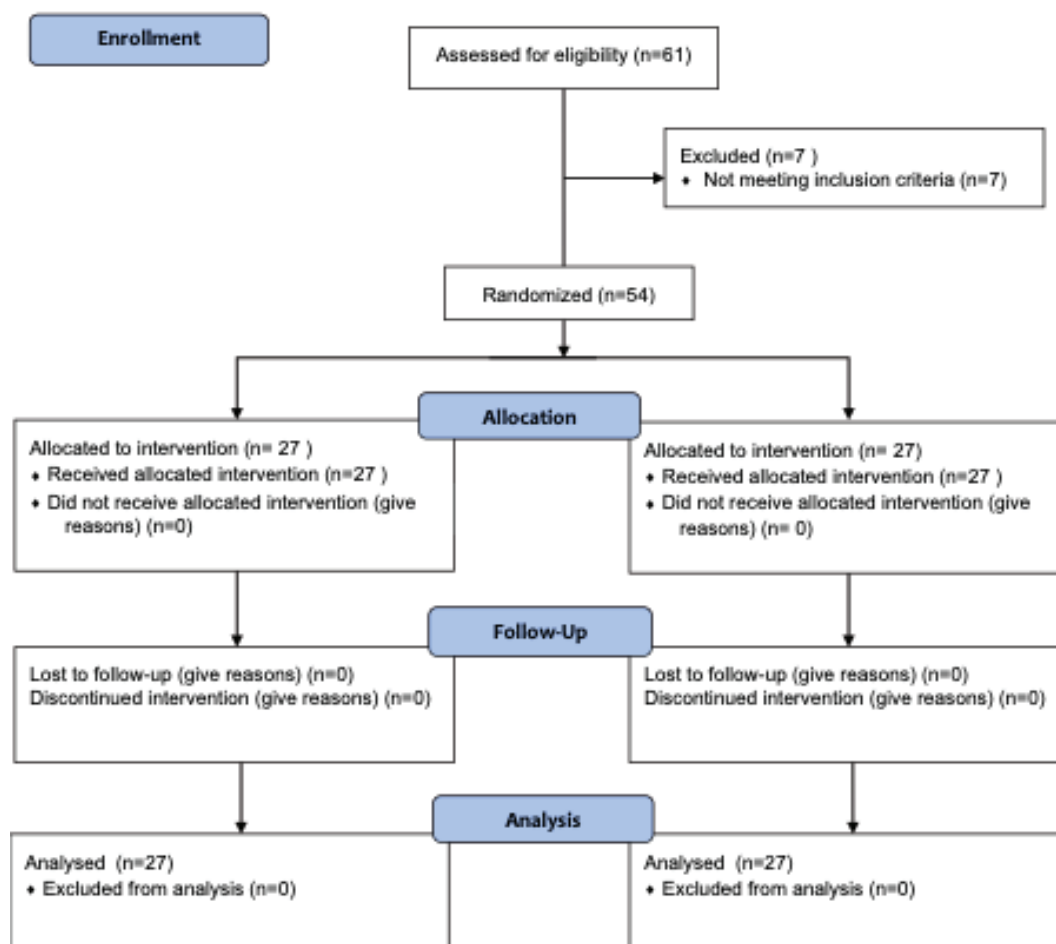 Enrollment
Assessed for eligibility (n=61)
Excluded (n=7 )
♦ Not meeting inclusion criteria (n=7)
Randomized (n=54)
Allocation
Allocated to intervention (n= 27 )
♦ Received allocated intervention (n=27 )
♦ Did not receive allocated intervention (give
reasons) (n=0)
Allocated to intervention (n= 27)
♦ Received allocated intervention (n=27 )
♦ Did not receive allocated intervention (give
reasons) (n= 0)
Follow-Up
Lost to follow-up (give reasons) (n=0)
Discontinued intervention (give reasons) (n=0)
Lost to follow-up (give reasons) (n=0)
Discontinued intervention (give reasons) (n=0)
Analysis
Analysed  (n=27)
♦ Excluded from analysis (n=0)
Analysed  (n=27)
♦ Excluded from analysis (n=0)